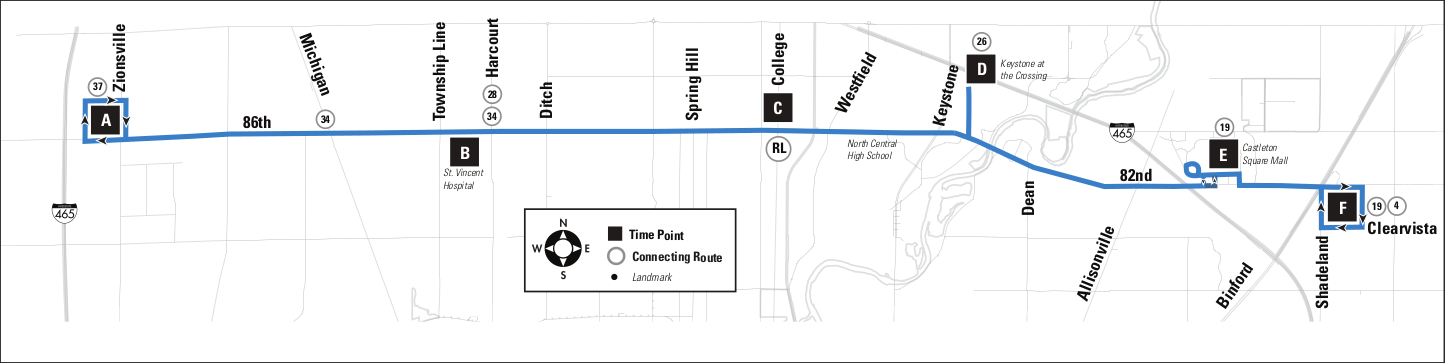 Zionsville
37
A
86th
Michigan
34
Township Line
Harcourt
28
34
B
St. Vincent
Hospital
Ditch
Spring Hill
College
C
RL
Westfield
North Central
High School
Keystone
26
D
Keystone at
the Crossing
465
Dean
82nd
Allisonville
19
E
Castleton
Square Mall
Binford
Shadeland
F
19
4
Clearvista
465
N
W
E
S
Time Point
Connecting Route
Landmark